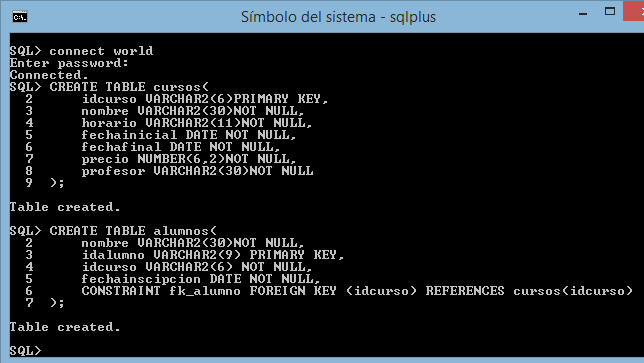 Símbolo del sistema - sqlplus
SQL> connect world
Enter password:
Connected.
SQL> CREATE TABLE cursos(
2 idcurso VARCHAR2(6)PRIMARY KEY,
3 nombre VARCHAR2(30)NOT NULL,
4 horario VARCHAR2(11)NOT NULL,
5 fechainicial DATE NOT NULL,
6 fechafinal DATE NOT NULL,
7 precio NUMBER(6,2)NOT NULL,
8 profesor VARCHAR2(30)NOT NULL
9 );
Table created.
SQL> CREATE TABLE alumnos(
2 nombre VARCHAR2(30)NOT NULL,
3 idalumno VARCHAR2(9) PRIMARY KEY,
4 idcurso VARCHAR2(6) NOT NULL,
5 fechainscipcion DATE NOT NULL,
6 CONSTRAINT fk_alumno FOREIGN KEY (idcurso) REFERENCES cursos(idcurso)
7 );
Table created.
SQL>